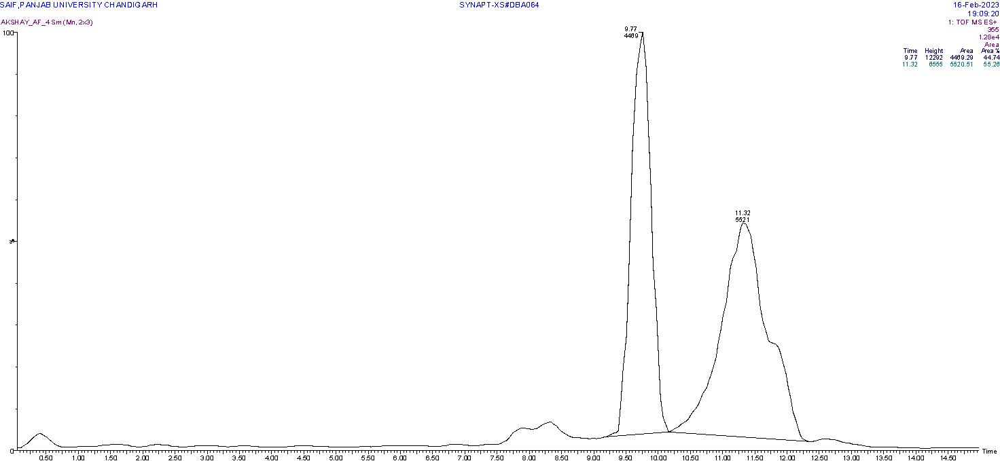 SAIF,PANJAB UNIVERSITY CHANDIGARH SYNAPT-XS#DBA064 16-Feb-2023
19:09:20
AKSHAY_AF_4 Sm (Mn, 2x3) 1: TOF MS ES+
355
1.28e4
Area
Time Height Area Area%
9.77 12292 4469.29 44.74
11.32 6555 5520.51 55.26
100
9.77
4469
11.32
5521
%
0
0.50 1.00 1.50 2.00 2.50 3.00 3.50 4.00 4.50 5.00 5.50 6.00 6.50 7.00 7.50 8.00 8.50 9.00 9.50 10.00 10.50 11.00 11.50 12.00 12.50 13.00 13.50 14.00 14.50 Time